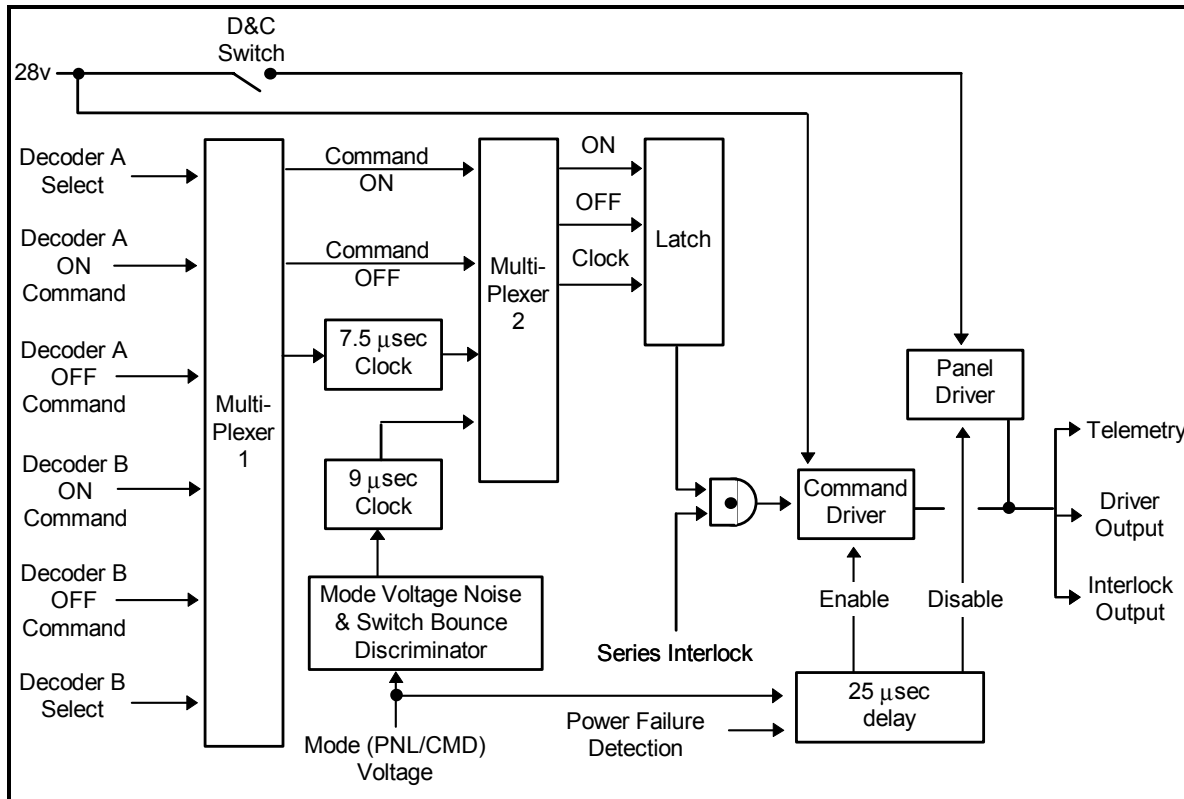 D&C
Switch
28v
Decoder A
Select
Decoder A
ON
Command
Decoder A
OFF
Command
Decoder B
ON
Command
Decoder B
OFF
Command
Decoder B
Select
Multi-
Plexer
1
Command
ON
Command
OFF
7.5 μsec
Clock
9 μsec
Clock
Mode Voltage Noise
& Switch Bounce
Discriminator
Mode (PNL/CMD)
Voltage
Multi-
Plexer
2
ON
OFF
Clock
Latch
Series Interlock
Power Failure
Detection
Command
Driver
Panel
Driver
Enable
Disable
25 μsec
delay
Telemetry
Driver
Output
Interlock
Output